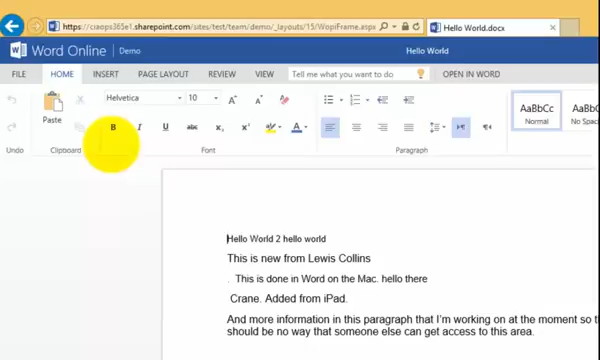 https://ciaops365e1.sharepoint.com/sites/test/team/demo/_layouts/15/WopiFrame.aspx
Hello World.docx
Word Online Demo Hello World
FILE HOME INSERT PAGE LAYOUT REVIEW VIEW Tell me what you want to do OPEN IN WORD
Helvetica 10 A A
Paste
B I U abc x₂ x² ab A
AaBbCc AaBbC
Normal No Spac
Undo Clipboard Font Paragraph
Hello World 2 hello world
This is new from Lewis Collins
. This is done in Word on the Mac. hello there
Crane. Added from iPad.
And more information in this paragraph that I'm working on at the moment so t
should be no way that someone else can get access to this area.